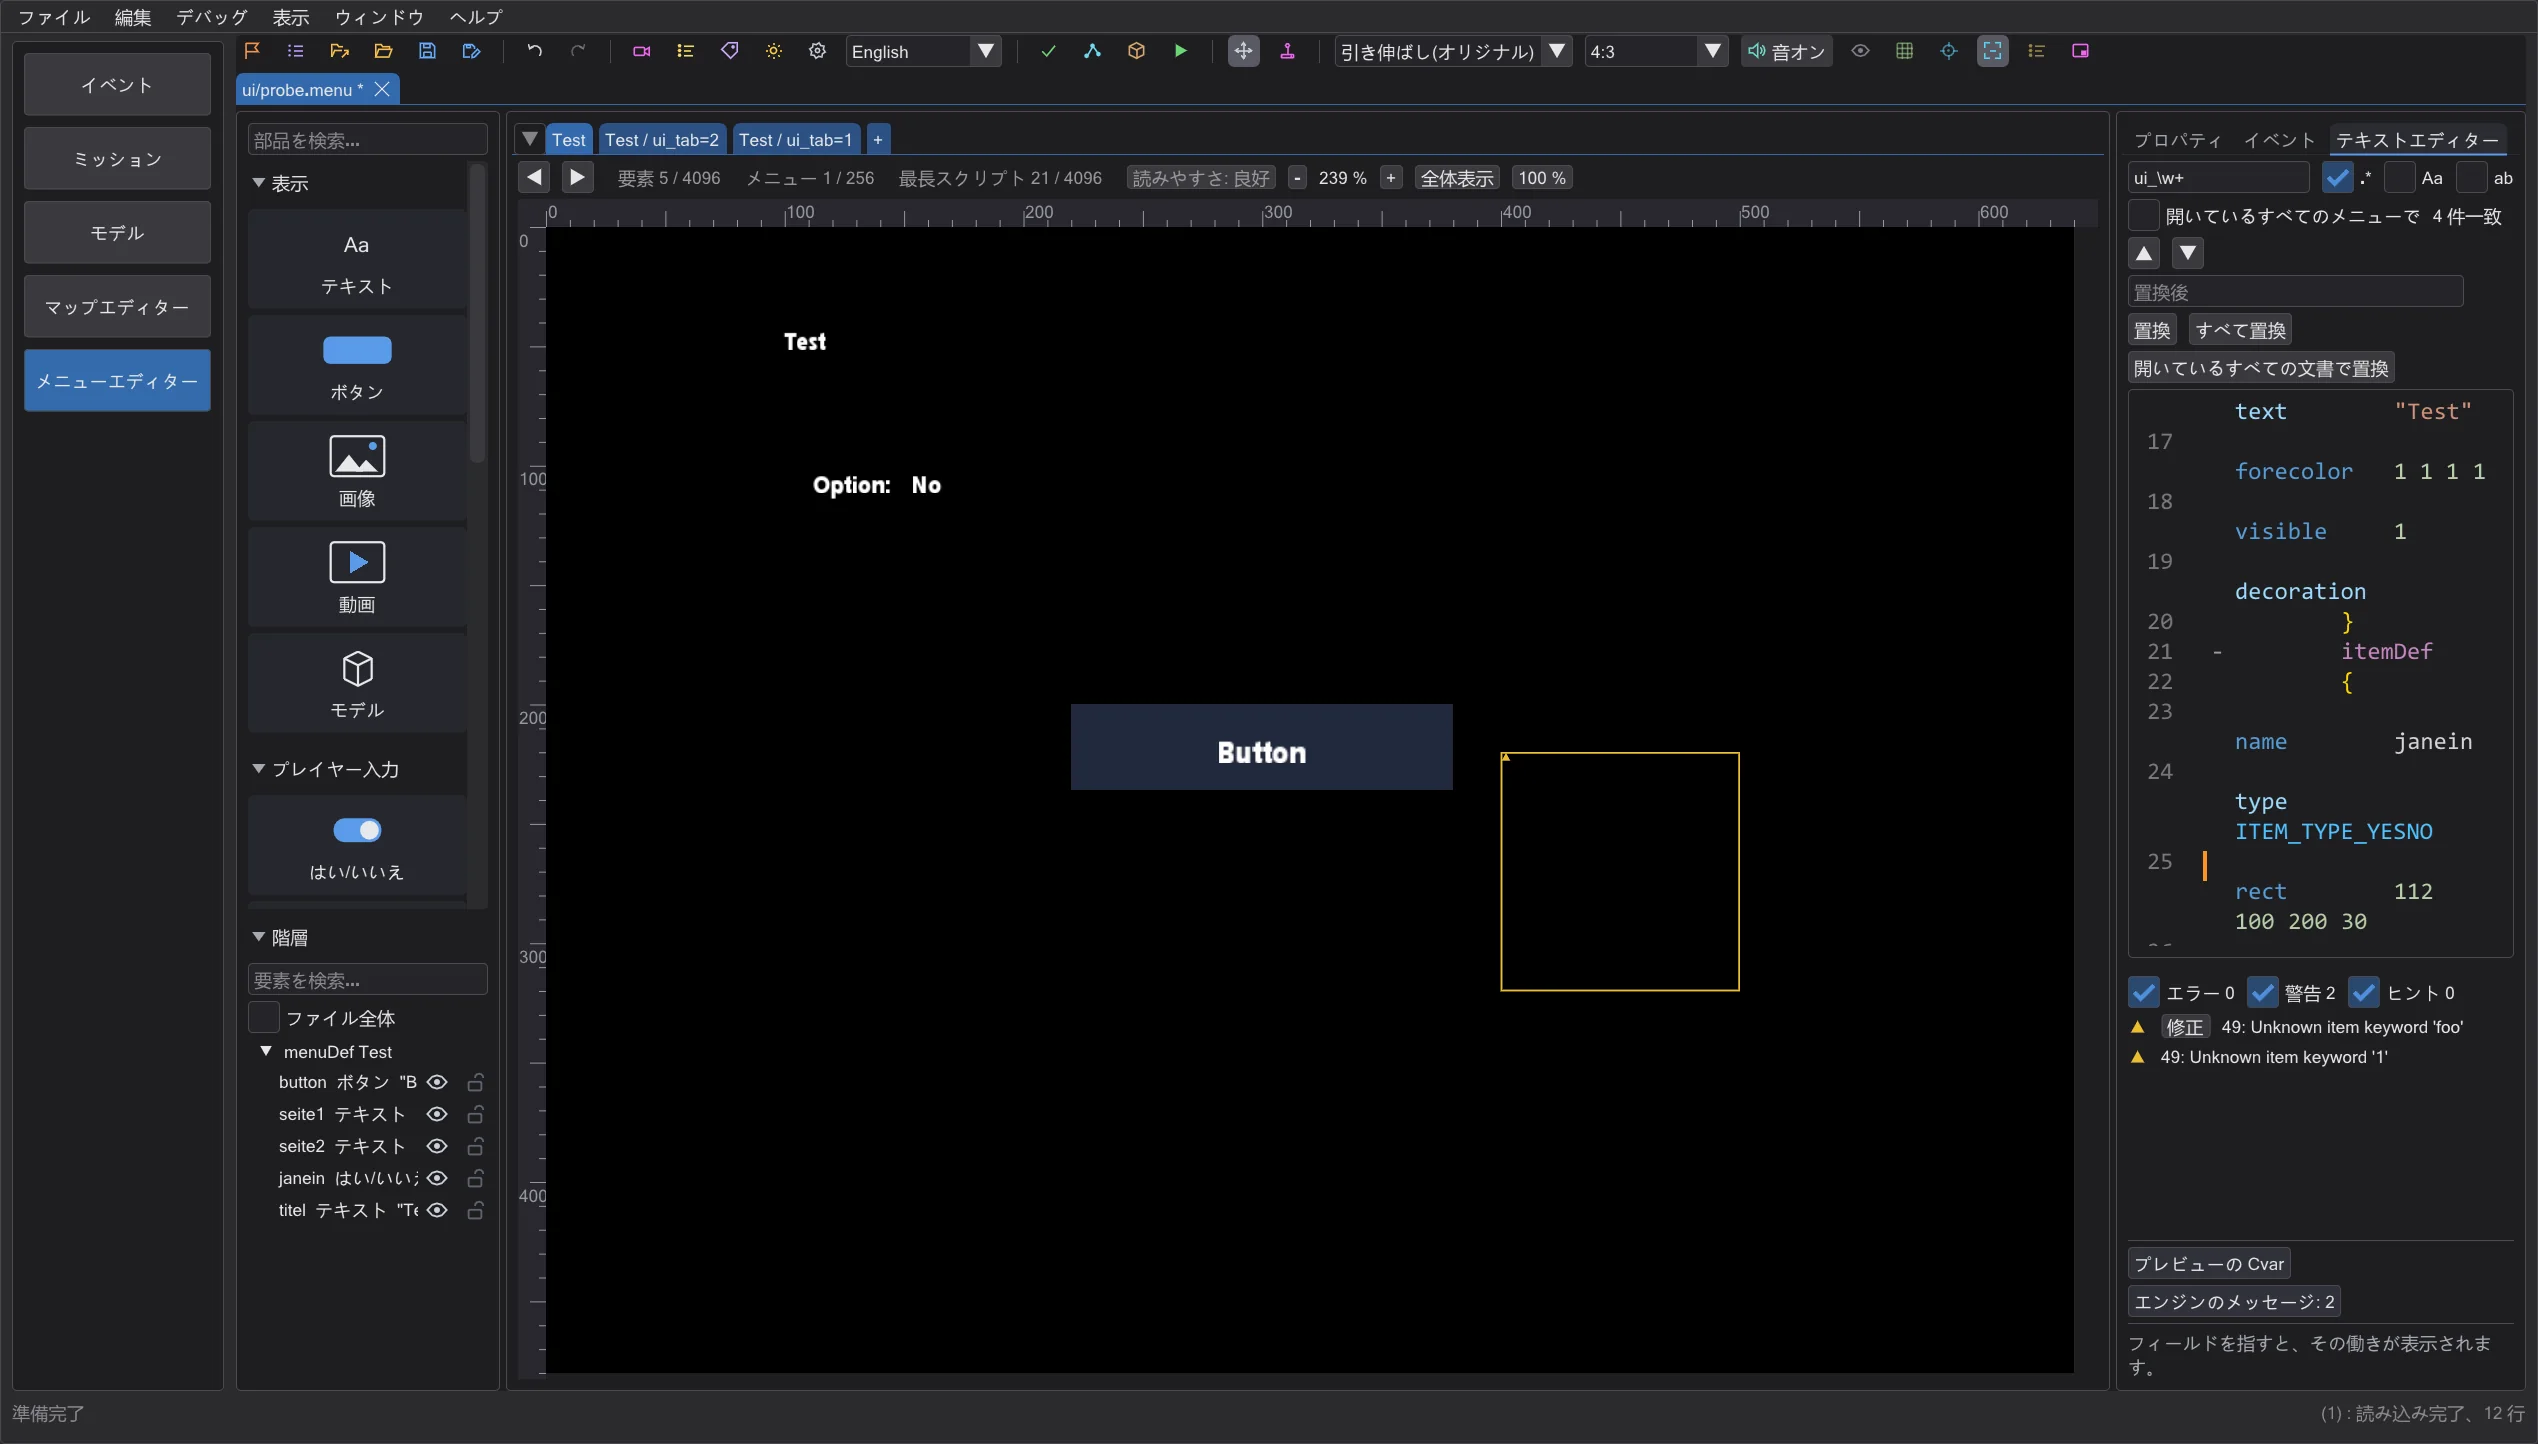 ファイル 編集 デバッグ 表示 ウィンドウ ヘルプ
イベント
ミッション
モデル
マップエディター
メニューエディター
English
引き伸ばし(オリジナル)
4:3
音オン
ui/probe.menu *
部品を検索...
表示
Aa
テキスト
ボタン
画像
動画
モデル
プレイヤー入力
はい/いいえ
階層
要素を検索...
ファイル全体
menuDef Test
button ボタン "B
seite1 テキスト
seite2 テキスト
janein はい/いい
titel テキスト "Te
Test
Test / ui_tab=2
Test / ui_tab=1
+
要素 5 / 4096 メニュー 1 / 256 最長スクリプト 21 / 4096 読みやすさ: 良好 - 239 % + 全体表示 100 %
0 100 200 300 400 500 600
0
100
200
300
400
Test
Option: No
Button
プロパティ イベント テキストエディター
ui_\w+ .* Aa ab
開いているすべてのメニューで 4 件一致
置換後
置換 すべて置換
開いているすべての文書で置換
text "Test"
17
forecolor 1 1 1 1
18
visible 1
19
decoration
20 }
21 - itemDef
22 {
23
name janein
24
type
ITEM_TYPE_YESNO
25
rect 112
100 200 30
エラー 0 警告 2 ヒント 0
修正 49: Unknown item keyword 'foo'
49: Unknown item keyword '1'
プレビューの Cvar
エンジンのメッセージ: 2
フィールドを指すと、その働きが表示されま
す。
準備完了
(1) : 読み込み完了、12 行